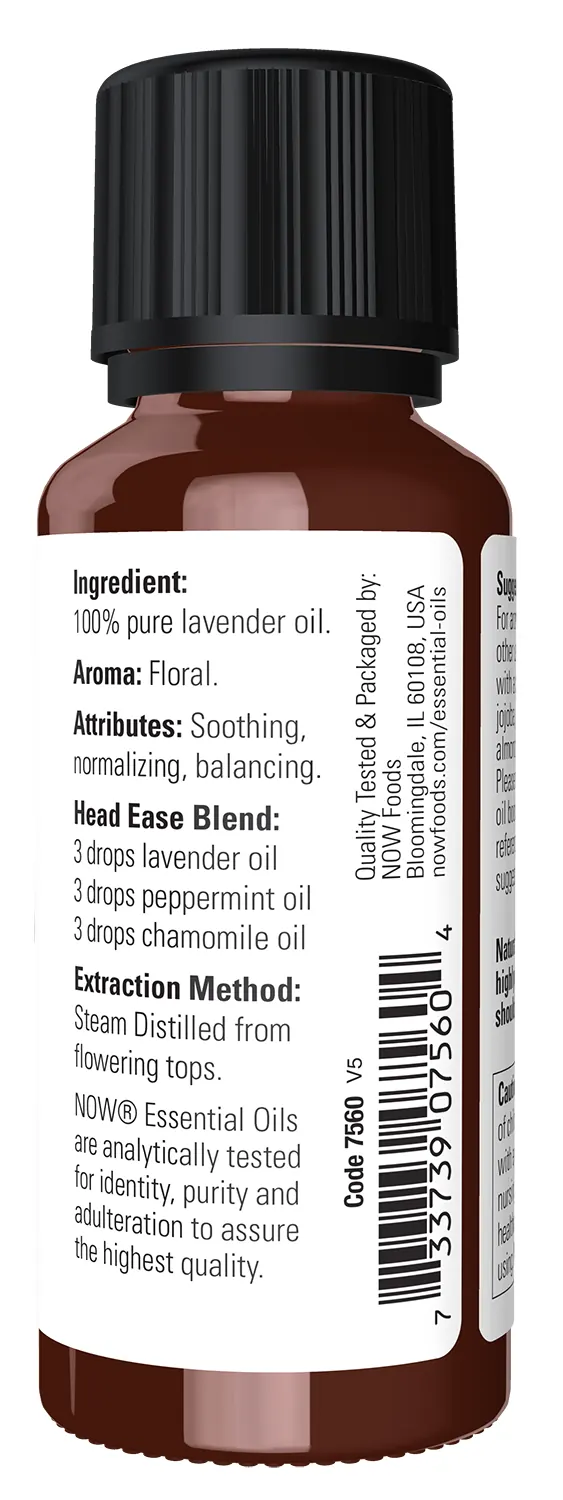 Ingredient:
100% pure lavender oil.
Aroma: Floral.
Attributes: Soothing,
normalizing, balancing.
Head Ease Blend:
3 drops lavender oil
3 drops peppermint oil
3 drops chamomile oil
Extraction Method:
Steam Distilled from
flowering tops.
NOW® Essential Oils
are analytically tested
for identity, purity and
adulteration to assure
the highest quality.
Quality Tested & Packaged by:
NOW Foods
Bloomingdale, IL 60108, USA
nowfoods.com/essential-oils
Code 7560 V5
7 33739 07560 4
For
other
with